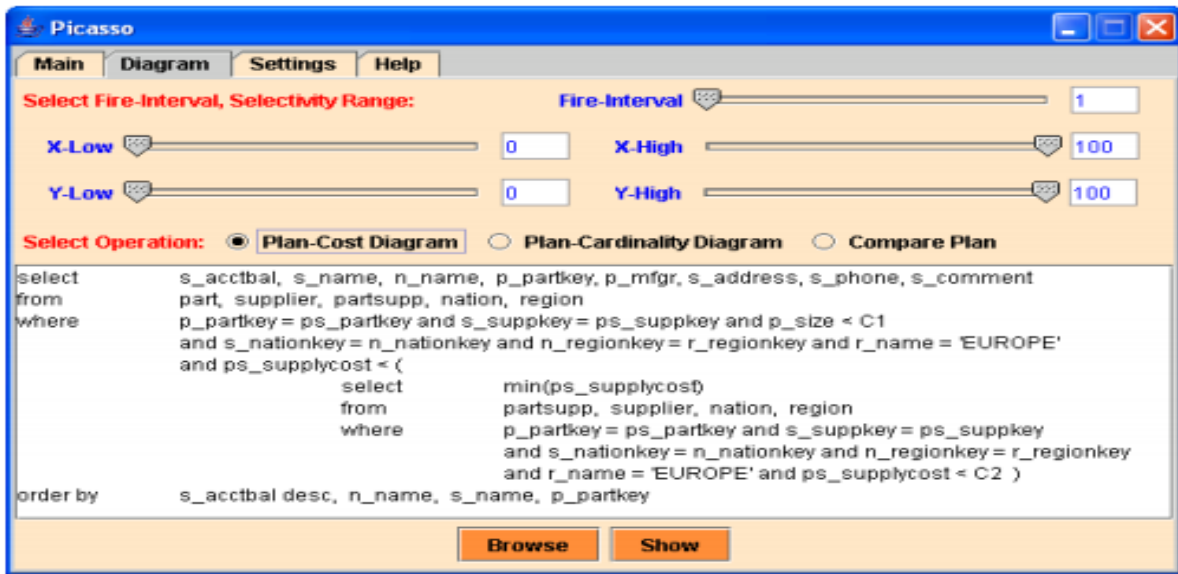 Picasso
Main Diagram Settings Help
Select Fire-Interval, Selectivity Range: Fire-Interval 1
X-Low 0 X-High 100
Y-Low 0 Y-High 100
Select Operation: Plan-Cost Diagram Plan-Cardinality Diagram Compare Plan
select s_acctbal, s_name, n_name, p_partkey, p_mfgr, s_address, s_phone, s_comment
from part, supplier, partsupp, nation, region
where p_partkey = ps_partkey and s_suppkey = ps_suppkey and p_size < C1
and s_nationkey = n_nationkey and n_regionkey = r_regionkey and r_name = 'EUROPE'
and ps_supplycost < (
select min(ps_supplycost)
from partsupp, supplier, nation, region
where p_partkey = ps_partkey and s_suppkey = ps_suppkey
and s_nationkey = n_nationkey and n_regionkey = r_regionkey
and r_name = 'EUROPE' and ps_supplycost < C2 )
order by s_acctbal desc, n_name, s_name, p_partkey
Browse Show